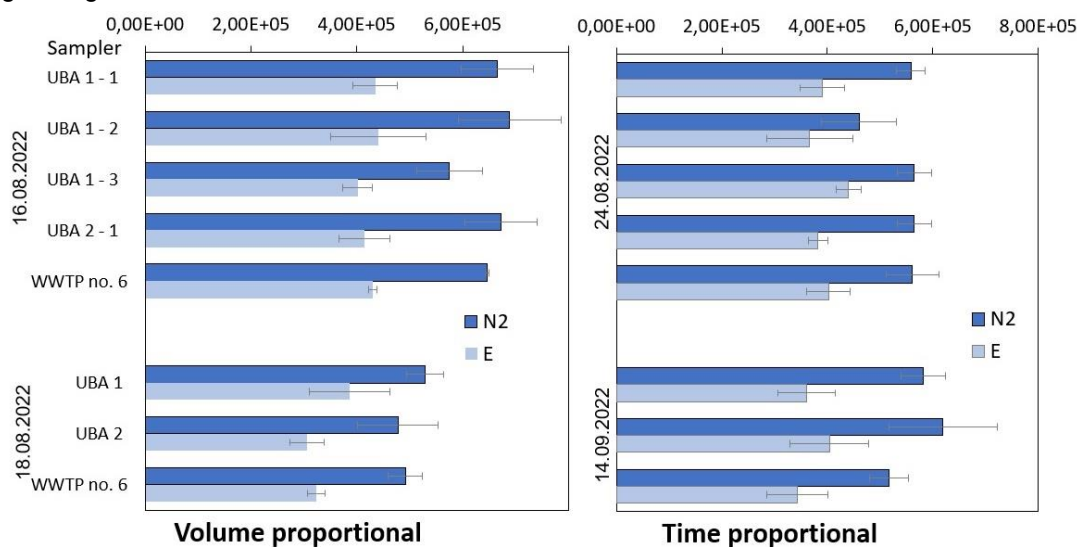 0,00E+00 2,00E+05 4,00E+05 6,00E+05
0,00E+00 2,00E+05 4,00E+05 6,00E+05 8,00E+05
Sampler
16.08.2022
UBA 1 - 1
UBA 1 - 2
UBA 1 - 3
UBA 2 - 1
WWTP no. 6
18.08.2022
UBA 1
UBA 2
WWTP no. 6
N2
E
Volume proportional
24.08.2022
14.09.2022
N2
E
Time proportional